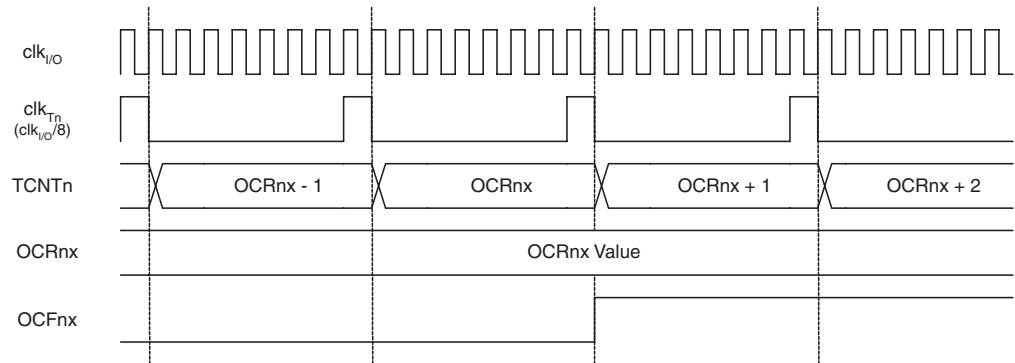 clkI/O
clkTn
(clkI/O/8)
TCNTn OCRnx - 1 OCRnx OCRnx + 1 OCRnx + 2
OCRnx OCRnx Value
OCFnx